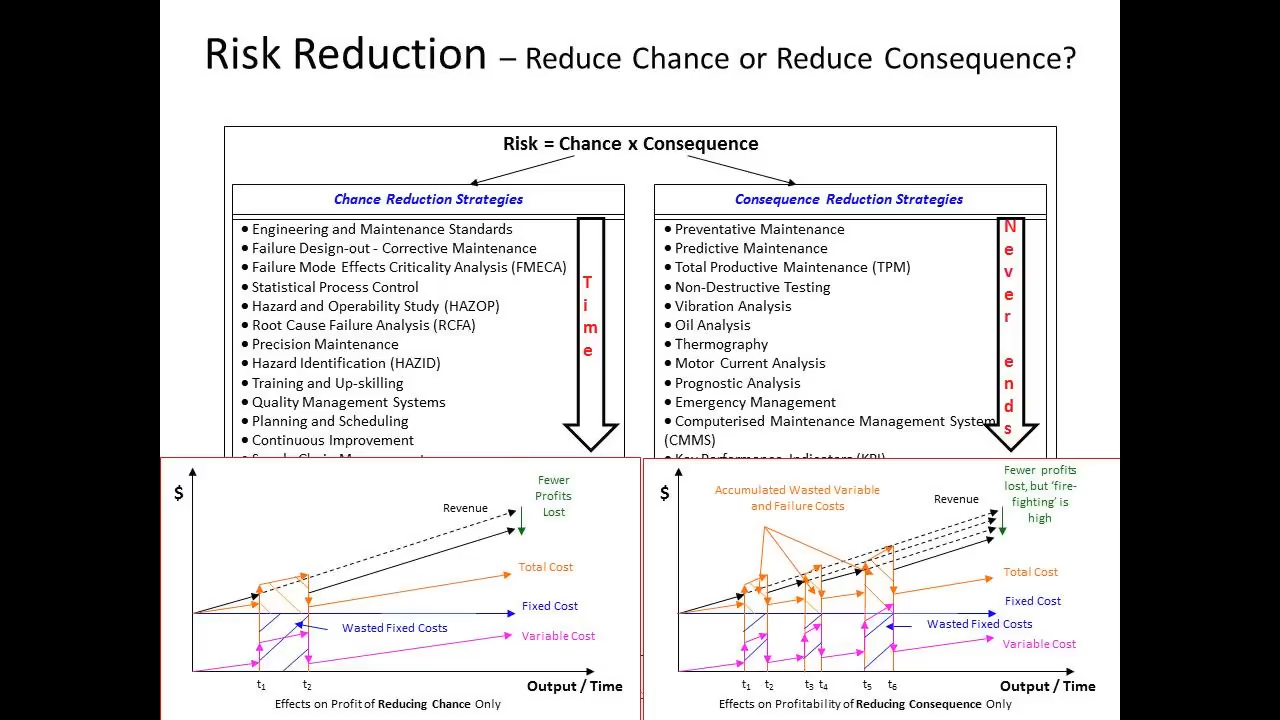 Risk Reduction – Reduce Chance or Reduce Consequence?
Risk = Chance x Consequence
Chance Reduction Strategies
• Engineering and Maintenance Standards
• Failure Design-out - Corrective Maintenance
• Failure Mode Effects Criticality Analysis (FMECA)
• Statistical Process Control
• Hazard and Operability Study (HAZOP)
• Root Cause Failure Analysis (RCFA)
• Precision Maintenance
• Hazard Identification (HAZID)
• Training and Up-skilling
• Quality Management Systems
• Planning and Scheduling
• Continuous Improvement
Time
Consequence Reduction Strategies
• Preventative Maintenance
• Predictive Maintenance
• Total Productive Maintenance (TPM)
• Non-Destructive Testing
• Vibration Analysis
• Oil Analysis
• Thermography
• Motor Current Analysis
• Prognostic Analysis
• Emergency Management
• Computerised Maintenance Management System
(CMMS)
• Key Performance Indicators (KPI)
Never ends
$
Revenue
Fewer
Profits
Lost
Total Cost
Fixed Cost
Wasted Fixed Costs
Variable Cost
t1 t2
Output / Time
Effects on Profit of Reducing Chance Only
$
Accumulated Wasted Variable
and Failure Costs
Revenue
Fewer profits
lost, but ‘fire-
fighting’ is
high
Total Cost
Fixed Cost
Wasted Fixed Costs
Variable Cost
t1 t2 t3 t4 t5 t6
Output / Time
Effects on Profitability of Reducing Consequence Only